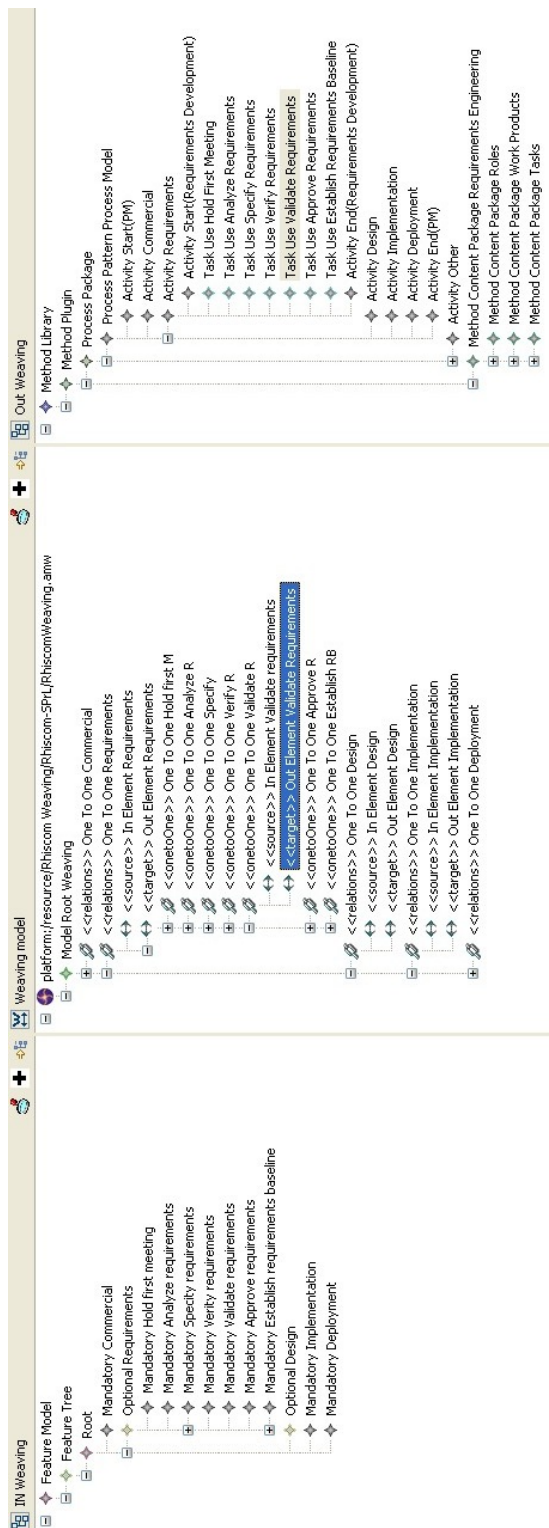 IN Weaving
Feature Model
Feature Tree
Root
Mandatory Commercial
Optional Requirements
Mandatory Hold first meeting
Mandatory Analyze requirements
Mandatory Specify requirements
Mandatory Verity requirements
Mandatory Validate requirements
Mandatory Approve requirements
Mandatory Establish requirements baseline
Optional Design
Mandatory Implementation
Mandatory Deployment
Weaving model
platform:/resource/Rhiscom Weaving/Rhiscom-SPrL/RhiscomWeaving.amw
Model Root Weaving
<<relations>> One To One Commercial
<<relations>> One To One Requirements
<<source>> In Element Requirements
<<target>> Out Element Requirements
<<onetoOne>> One To One Hold first M
<<onetoOne>> One To One Analyze R
<<onetoOne>> One To One Specify
<<onetoOne>> One To One Verify R
<<onetoOne>> One To One Validate R
<<source>> In Element Validate requirements
<<target>> Out Element Validate Requirements
<<onetoOne>> One To One Approve R
<<onetoOne>> One To One Establish RB
<<relations>> One To One Design
<<source>> In Element Design
<<target>> Out Element Design
<<relations>> One To One Implementation
<<source>> In Element Implementation
<<target>> Out Element Implementation
<<relations>> One To One Deployment
Out Weaving
Method Library
Method Plugin
Process Package
Process Pattern Process Model
Activity Start(PM)
Activity Commercial
Activity Requirements
Activity Start(Requirements Development)
Task Use Hold First Meeting
Task Use Analyze Requirements
Task Use Specify Requirements
Task Use Verify Requirements
Task Use Validate Requirements
Task Use Approve Requirements
Task Use Establish Requirements Baseline
Activity End(Requirements Development)
Activity Design
Activity Implementation
Activity Deployment
Activity End(PM)
Activity Other
Method Content Package Requirements Engineering
Method Content Package Roles
Method Content Package Work Products
Method Content Package Tasks